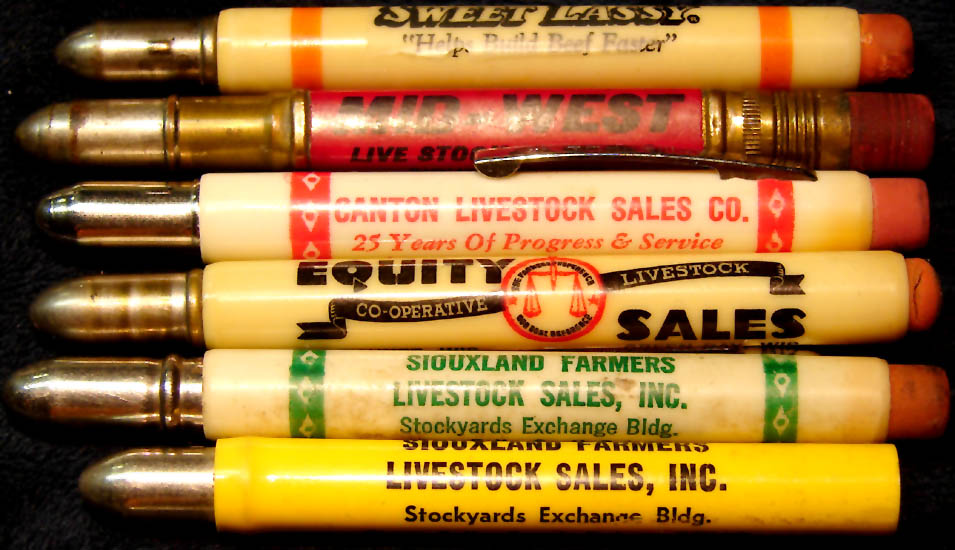 SWEET LASSY®
"Helps Build Beef Faster"
MID-WEST
LIVE STOCK
CANTON LIVESTOCK SALES CO.
25 Years Of Progress & Service
EQUITY
CO-OPERATIVE
LIVESTOCK
SALES
SIOUXLAND FARMERS
LIVESTOCK SALES, INC.
Stockyards Exchange Bldg.
SIOUXLAND FARMERS
LIVESTOCK SALES, INC.
Stockyards Exchange Bldg.